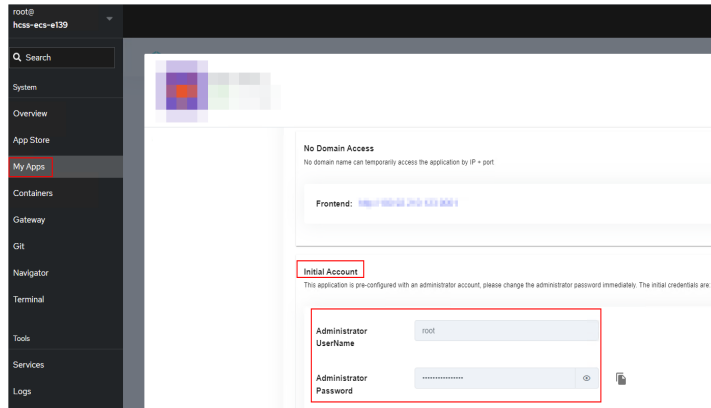 root@
hcss-ecs-e139
Search
System
Overview
App Store
My Apps
Containers
Gateway
Git
Navigator
Terminal
Tools
Services
Logs
No Domain Access
No domain name can temporarily access the application by IP + port
Frontend:
Initial Account
This application is pre-configured with an administrator account, please change the administrator password immediately. The initial credentials are:
Administrator UserName
root
Administrator Password